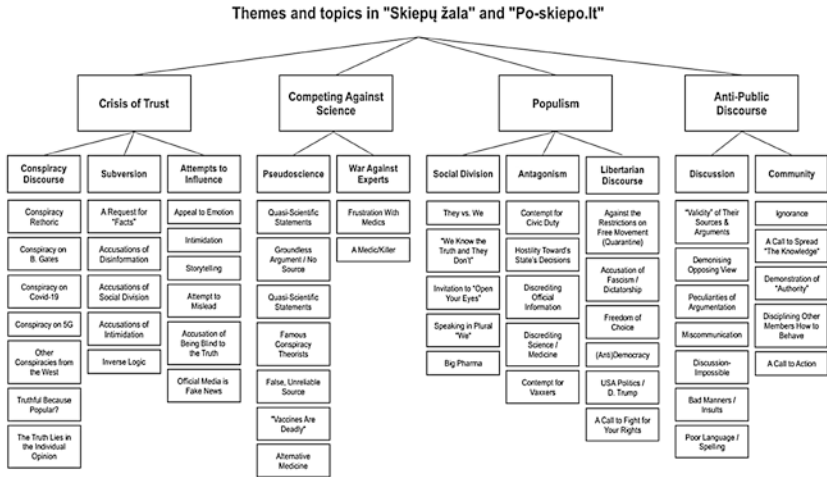 Themes and topics in "Skiepų žala" and "Po-skiepo.lt"
Crisis of Trust
Competing Against
Science
Populism
Anti-Public
Discourse
Conspiracy
Discourse
Subversion
Attempts to
Influence
Pseudoscience
War Against
Experts
Social Division
Antagonism
Libertarian
Discourse
Discussion
Community
Conspiracy
Rethoric
Conspiracy on
B. Gates
Conspiracy on
Covid-19
Conspiracy on 5G
Other
Conspiracies from
the West
Truthful Because
Popular?
The Truth Lies in
the Individual
Opinion
A Request for
"Facts"
Accusations of
Disinformation
Accusations of
Social Division
Accusations of
Intimidation
Inverse Logic
Appeal to Emotion
Intimidation
Storytelling
Attempt to
Mislead
Accusation of
Being Blind to
the Truth
Official Media is
Fake News
Quasi-Scientific
Statements
Groundless
Argument / No
Source
Quasi-Scientific
Statements
Famous
Conspiracy
Theorists
False, Unreliable
Source
"Vaccines Are
Deadly"
Alternative
Medicine
Frustration With
Medics
A Medic/Killer
They vs. We
"We Know the
Truth and They
Don't"
Invitation to "Open
Your Eyes"
Speaking in Plural
"We"
Big Pharma
Contempt for
Civic Duty
Hostility Toward's
State's Decisions
Discrediting
Official
Information
Discrediting
Science /
Medicine
Contempt for
Vaxxers
Against the
Restrictions on
Free Movement
(Quarantine)
Accusation of
Fascism /
Dictatorship
Freedom of
Choice
(Anti)Democracy
USA Politics /
D. Trump
A Call to Fight for
Your Rights
"Validity" of Their
Sources &
Arguments
Demonising
Opposing View
Peculianties of
Argumentation
Miscommunication
Discussion-
Impossible
Bad Manners /
Insults
Poor Language /
Spelling
Ignorance
A Call to Spread
"The Knowledge"
Demonstration of
"Authority"
Disciplining Other
Members How to
Behave
A Call to Action